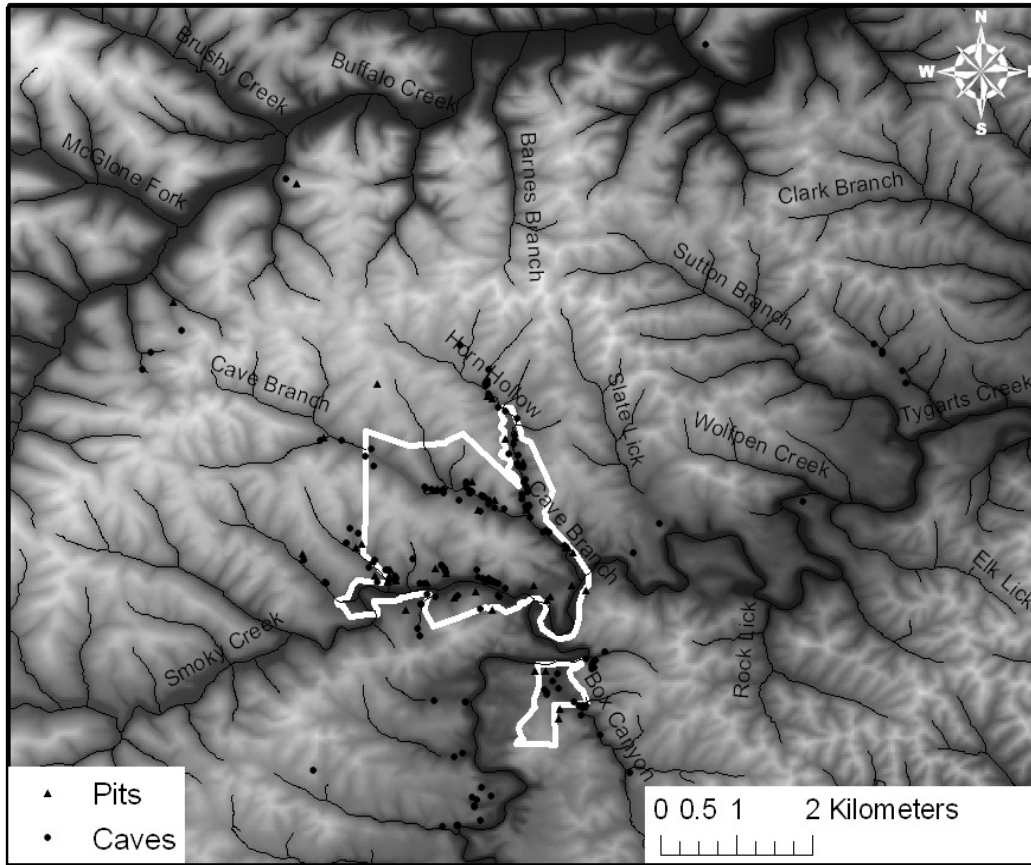 N
W
S
Brushy Creek
Buffalo Creek
McGlone Fork
Barnes Branch
Clark Branch
Sutton Branch
Horn Hollow
Cave Branch
Slate Lick
Tygarts Creek
Wolfpen Creek
Cave Branch
Elk Lick
Smoky Creek
Rock Lick
Box Canyon
Pits
Caves
0 0.5 1 2 Kilometers